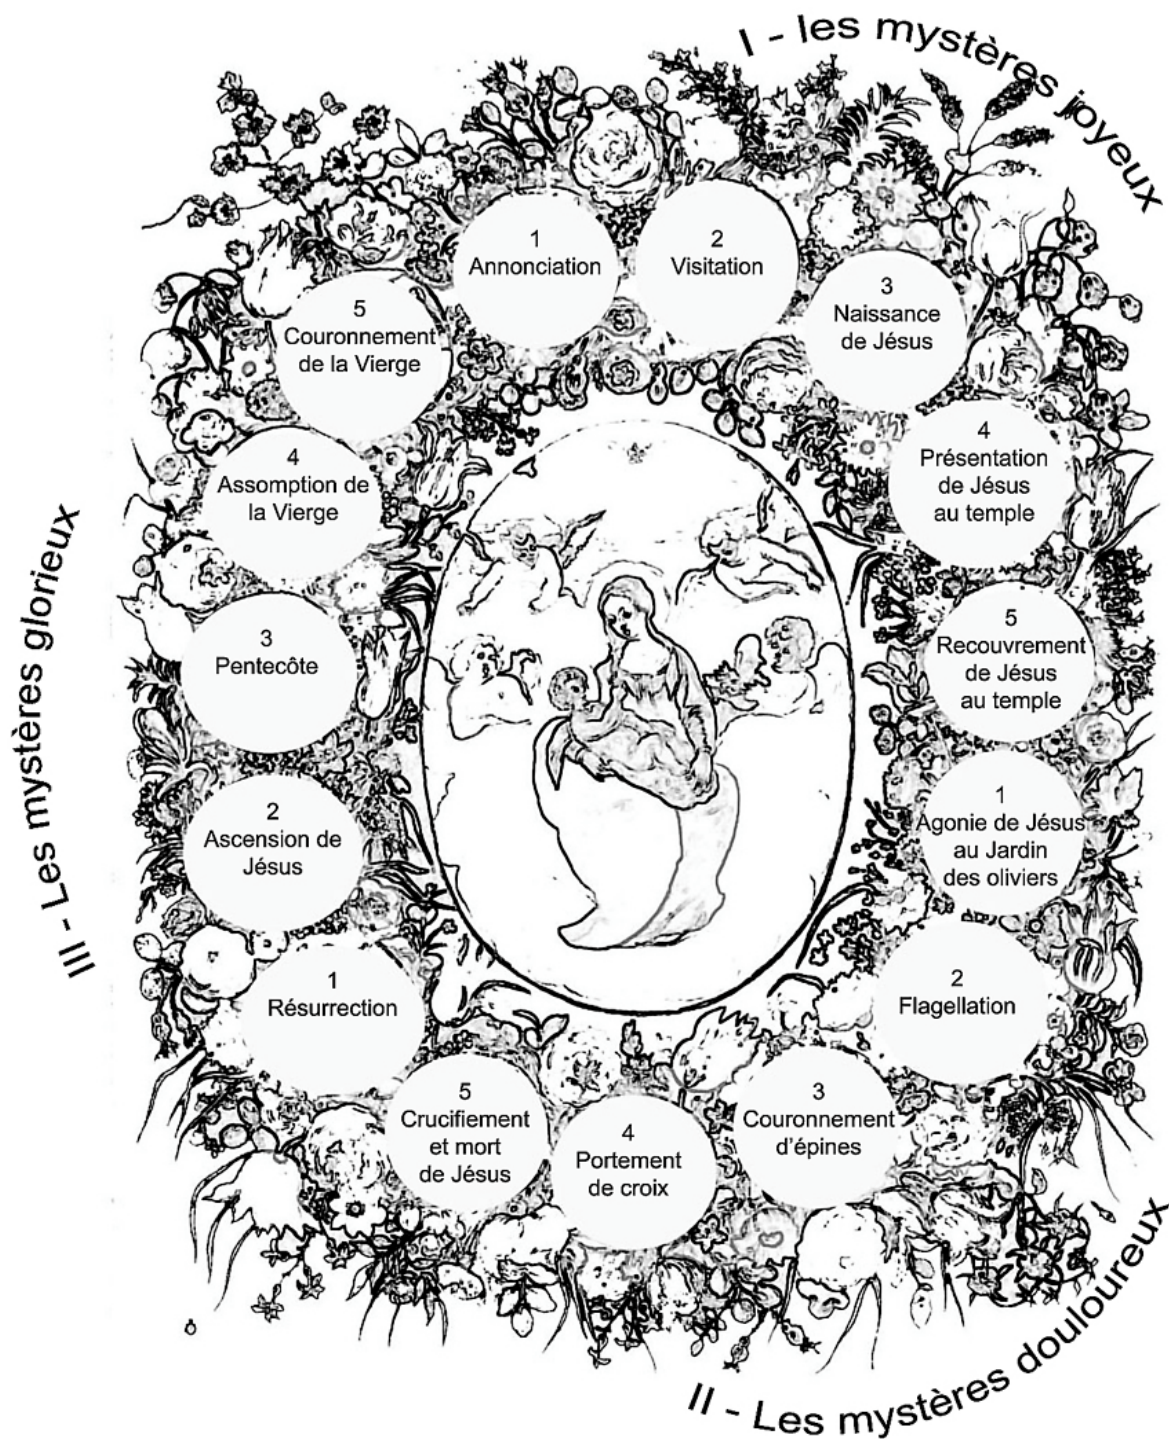 I - les mystères joyeux
1
Annonciation
2
Visitation
3
Naissance
de Jésus
4
Présentation
de Jésus
au temple
5
Recouvrement
de Jésus
au temple
1
Agonie de Jésus
au Jardin
des oliviers
2
Flagellation
3
Couronnement
d'épines
4
Portement
de croix
5
Crucifiement
et mort
de Jésus
II - Les mystères douloureux
1
Résurrection
2
Ascension de
Jésus
3
Pentecôte
4
Assomption de
la Vierge
5
Couronnement
de la Vierge
III - Les mystères glorieux